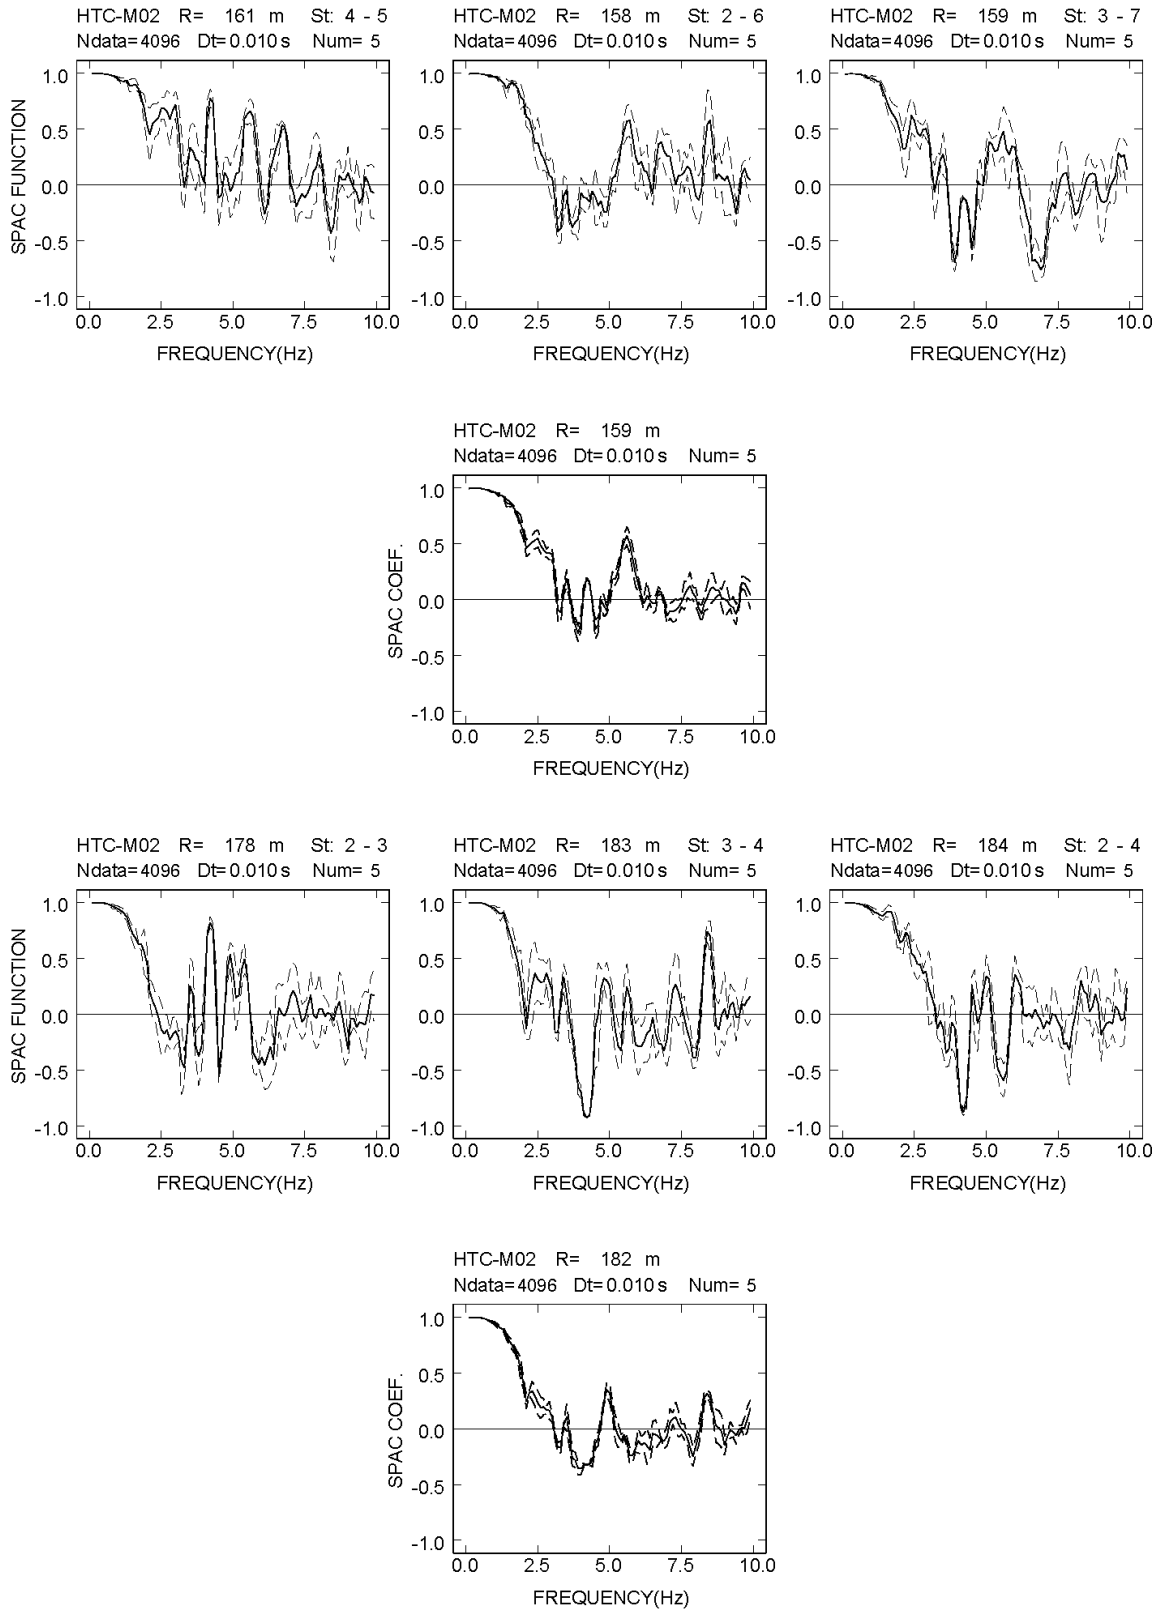 HTC-M02 R= 161 m St: 4 - 5
Ndata=4096 Dt=0.010 s Num= 5
HTC-M02 R= 158 m St: 2 - 6
Ndata=4096 Dt=0.010 s Num= 5
HTC-M02 R= 159 m St: 3 - 7
Ndata=4096 Dt=0.010 s Num= 5
SPAC FUNCTION
1.0
0.5
0.0
-0.5
-1.0
0.0 2.5 5.0 7.5 10.0
FREQUENCY(Hz)
1.0
0.5
0.0
-0.5
-1.0
0.0 2.5 5.0 7.5 10.0
FREQUENCY(Hz)
1.0
0.5
0.0
-0.5
-1.0
0.0 2.5 5.0 7.5 10.0
FREQUENCY(Hz)
HTC-M02 R= 159 m
Ndata=4096 Dt=0.010 s Num= 5
SPAC COEF.
1.0
0.5
0.0
-0.5
-1.0
0.0 2.5 5.0 7.5 10.0
FREQUENCY(Hz)
HTC-M02 R= 178 m St: 2 - 3
Ndata=4096 Dt=0.010 s Num= 5
HTC-M02 R= 183 m St: 3 - 4
Ndata=4096 Dt=0.010 s Num= 5
HTC-M02 R= 184 m St: 2 - 4
Ndata=4096 Dt=0.010 s Num= 5
SPAC FUNCTION
1.0
0.5
0.0
-0.5
-1.0
0.0 2.5 5.0 7.5 10.0
FREQUENCY(Hz)
1.0
0.5
0.0
-0.5
-1.0
0.0 2.5 5.0 7.5 10.0
FREQUENCY(Hz)
1.0
0.5
0.0
-0.5
-1.0
0.0 2.5 5.0 7.5 10.0
FREQUENCY(Hz)
HTC-M02 R= 182 m
Ndata=4096 Dt=0.010 s Num= 5
SPAC COEF.
1.0
0.5
0.0
-0.5
-1.0
0.0 2.5 5.0 7.5 10.0
FREQUENCY(Hz)